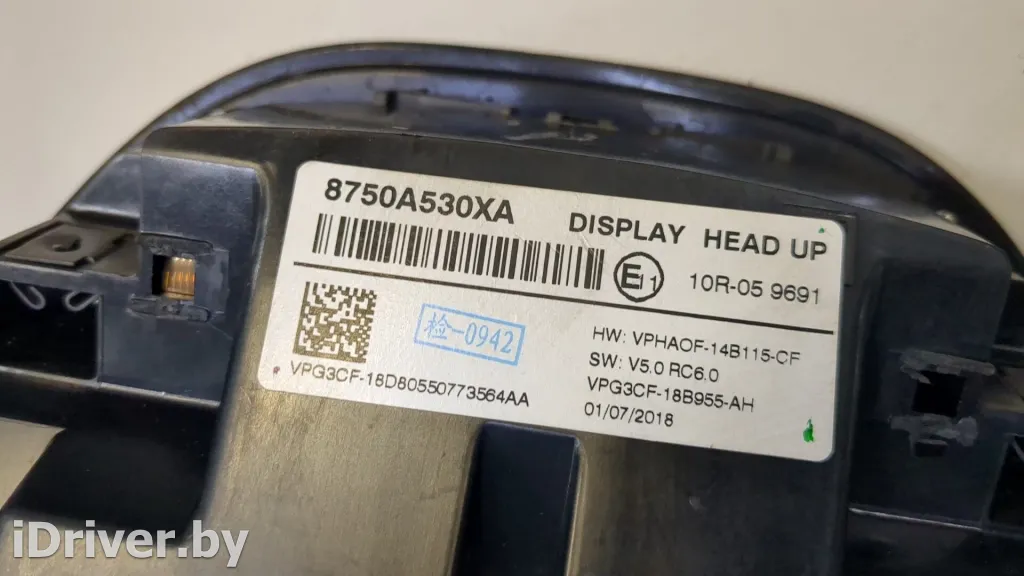 8750A530XA DISPLAY HEAD UP
E11 10R-05 9691
检-0942
HW: VPHAOF-14B115-CF
SW: V5.0 RC6.0
VPG3CF-18D80550773564AA
VPG3CF-18B955-AH
01/07/2018
iDriver.by